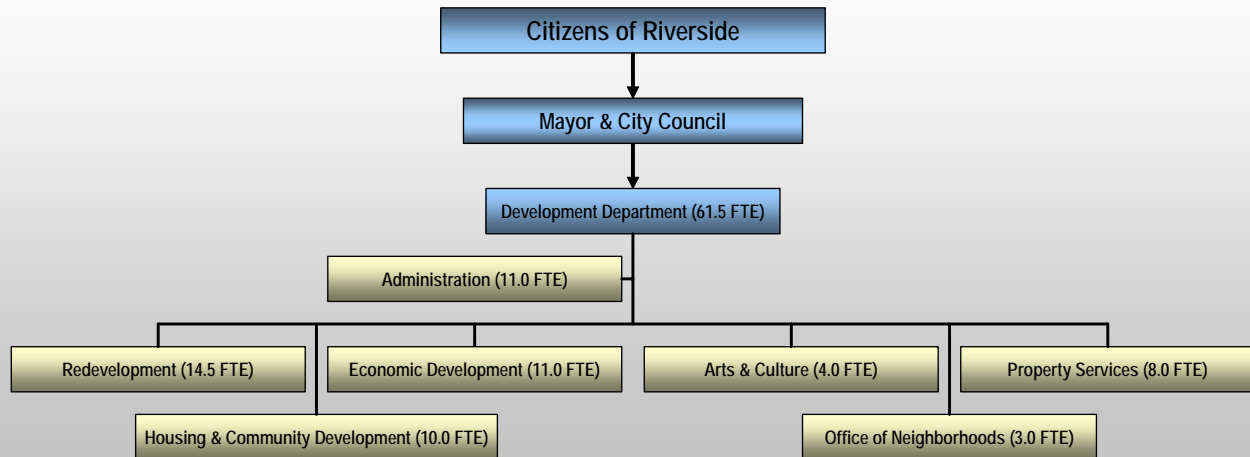 Citizens of Riverside
Mayor & City Council
Development Department (61.5 FTE)
Administration (11.0 FTE)
Redevelopment (14.5 FTE)
Economic Development (11.0 FTE)
Arts & Culture (4.0 FTE)
Property Services (8.0 FTE)
Housing & Community Development (10.0 FTE)
Office of Neighborhoods (3.0 FTE)